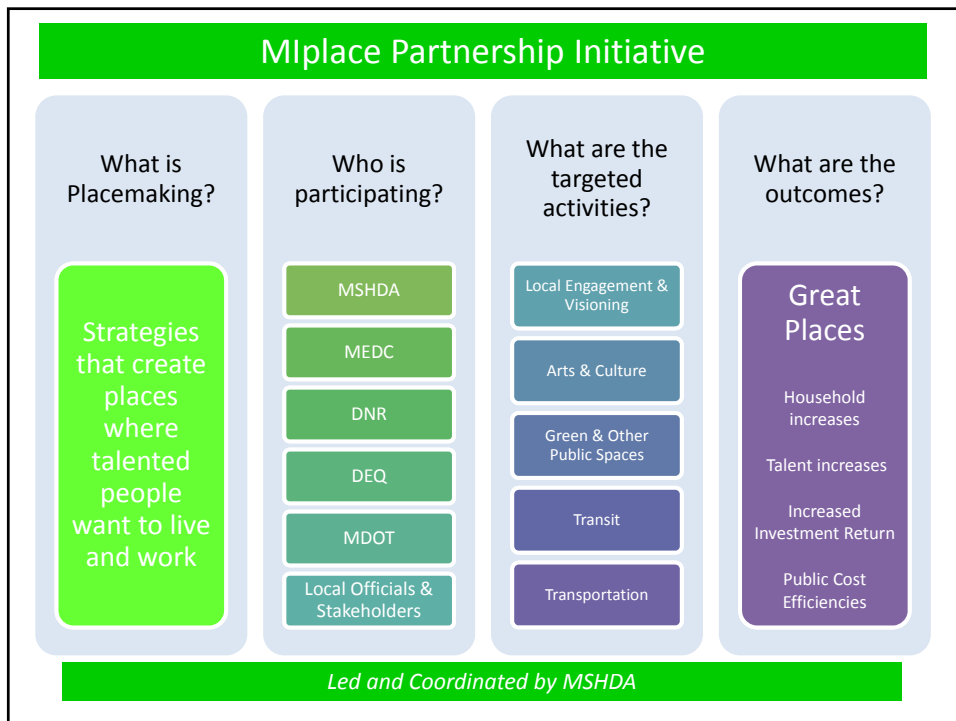 MIplace Partnership Initiative
What is
Placemaking?
Strategies
that create
places
where
talented
people
want to live
and work
Who is
participating?
MSHDA
MEDC
DNR
DEQ
MDOT
Local Officials &
Stakeholders
What are the
targeted
activities?
Local Engagement &
Visioning
Arts & Culture
Green & Other
Public Spaces
Transit
Transportation
What are the
outcomes?
Great
Places
Household
increases
Talent increases
Increased
Investment Return
Public Cost
Efficiencies
Led and Coordinated by MSHDA